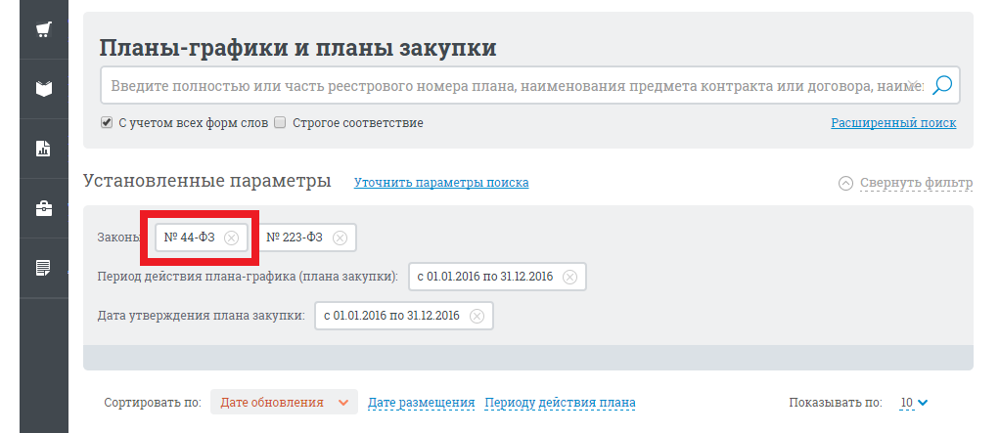 Планы-графики и планы закупки
Введите полностью или часть реестрового номера плана, наименования предмета контракта или договора, наиме:
С учетом всех форм слов Строгое соответствие Расширенный поиск
Установленные параметры Уточнить параметры поиска Свернуть фильтр
Законы № 44-ФЗ № 223-ФЗ
Период действия плана-графика (плана закупки): с 01.01.2016 по 31.12.2016
Дата утверждения плана закупки: с 01.01.2016 по 31.12.2016
Сортировать по: Дате обновления Дате размещения Периоду действия плана Показывать по: 10